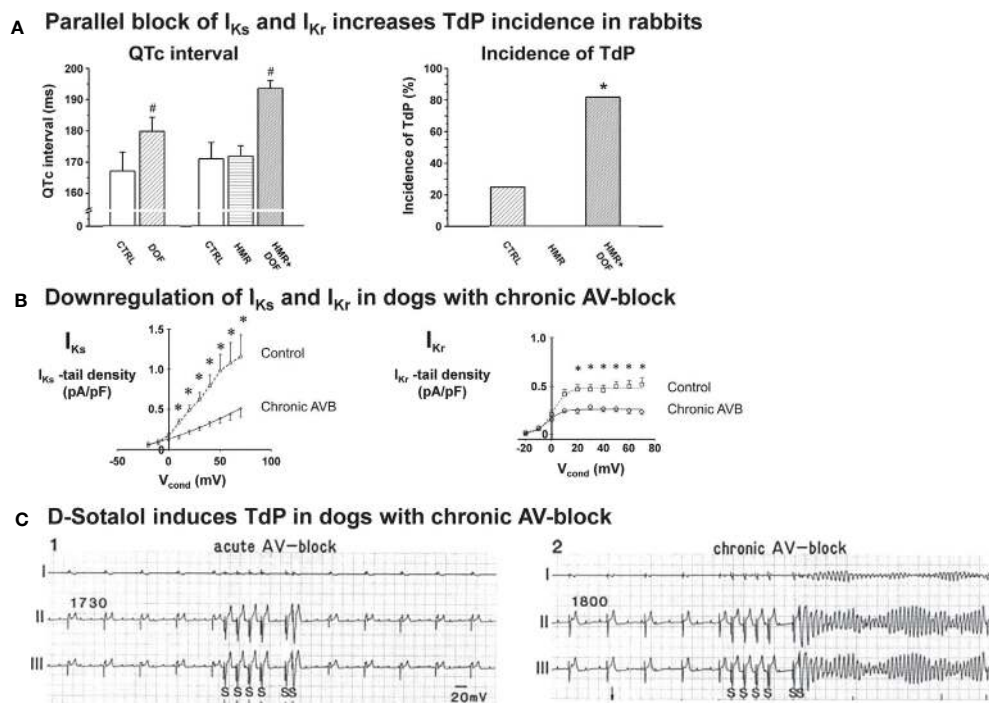 A Parallel block of IKs and IKr increases TdP incidence in rabbits
QTc interval
QTc interval (ms)
200
190
180
170
160
0
#
#
CTRL
DOF
CTRL
HMR
HMR+
DOF
Incidence of TdP
Incidence of TdP (%)
100
80
60
40
20
0
*
CTRL
HMR
HMR+
DOF
B Downregulation of IKs and IKr in dogs with chronic AV-block
IKs
IKs -tail density
(pA/pF)
1.5
1.0
0.5
* * * * * * *
Control
Chronic AVB
-50 0 50 100
Vcond (mV)
IKr
IKr -tail density
(pA/pF)
1.0
0.5
0
* * * * * *
Control
Chronic AVB
-20 0 20 40 60 80
Vcond (mV)
C D-Sotalol induces TdP in dogs with chronic AV-block
1 acute AV-block
I
1730
II
III
S S S S SS
20mV
2 chronic AV-block
I
1800
II
III
S S S S SS